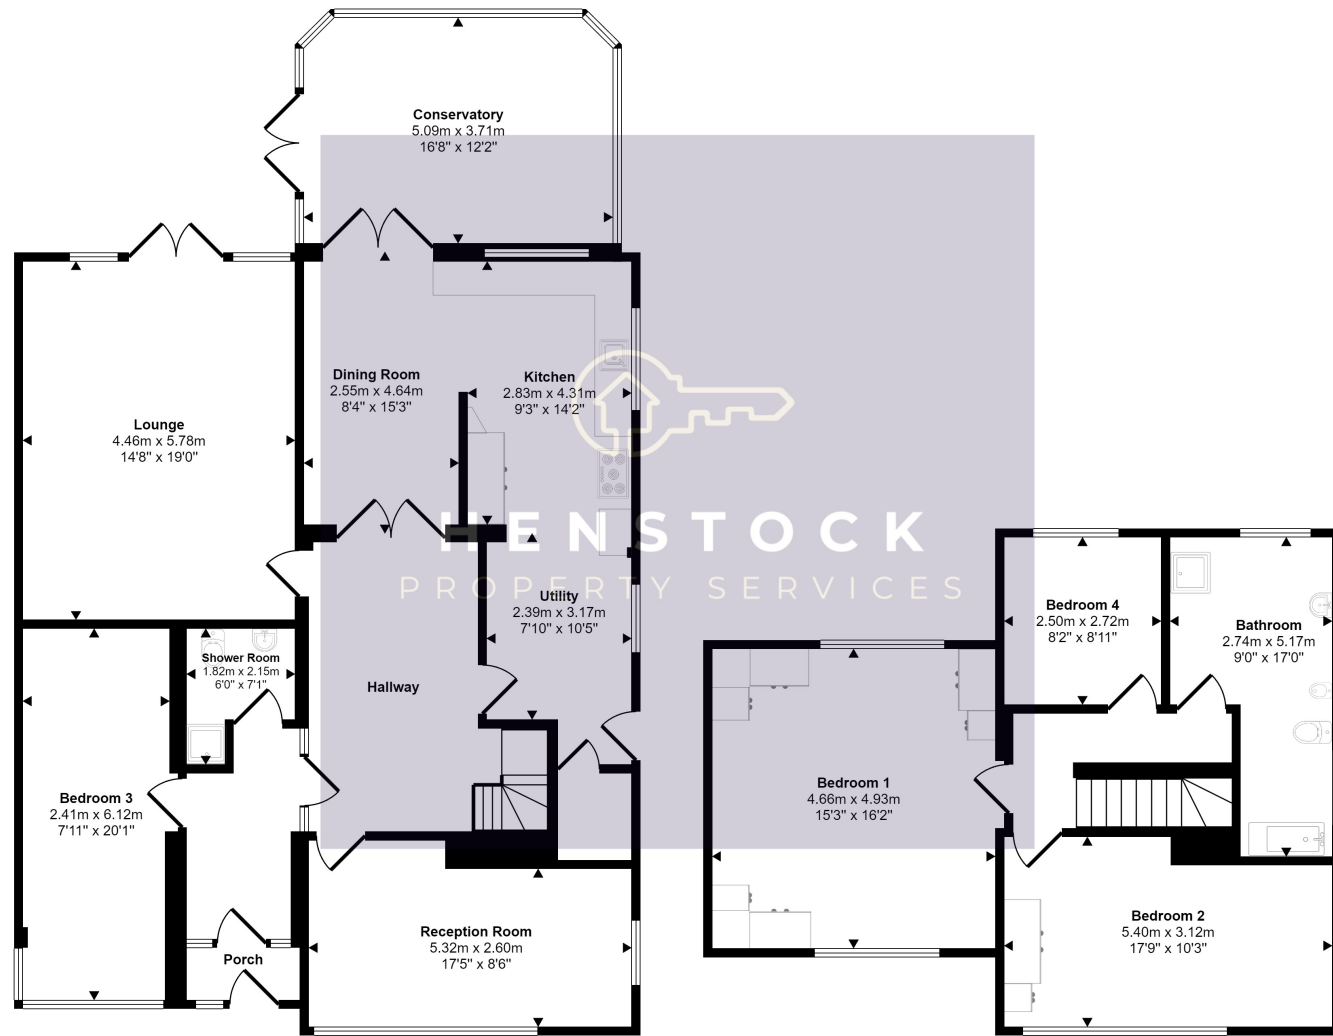 Conservatory
5.09m x 3.71m
16'8" x 12'2"
Dining Room
2.55m x 4.64m
8'4" x 15'3"
Kitchen
2.83m x 4.31m
9'3" x 14'2"
Lounge
4.46m x 5.78m
14'8" x 19'0"
HENSTOCK
PROPERTY SERVICES
Utility
2.39m x 3.17m
7'10" x 10'5"
Shower Room
1.82m x 2.15m
6'0" x 7'1"
Hallway
Bedroom 3
2.41m x 6.12m
7'11" x 20'1"
Reception Room
5.32m x 2.60m
17'5" x 8'6"
Porch
Bedroom 4
2.50m x 2.72m
8'2" x 8'11"
Bathroom
2.74m x 5.17m
9'0" x 17'0"
Bedroom 1
4.66m x 4.93m
15'3" x 16'2"
Bedroom 2
5.40m x 3.12m
17'9" x 10'3"